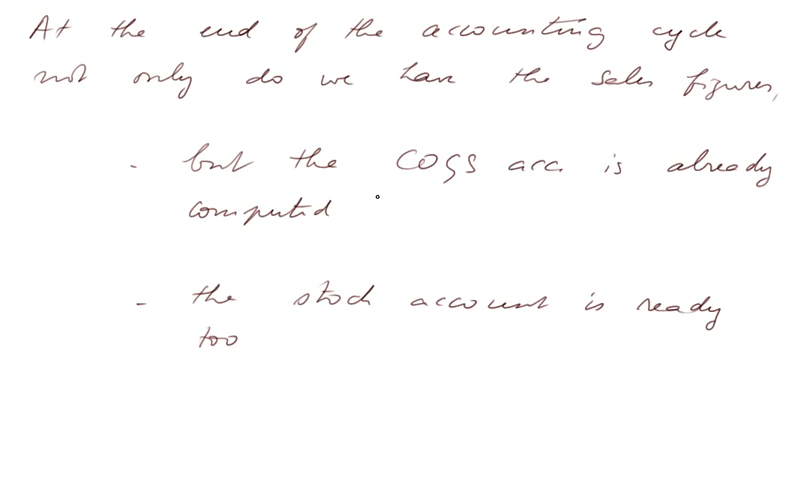 At the end of the accounting cycle
not only do we have the sales figures,
- but the COGS acc. is already
computed
- the stock account is ready
too